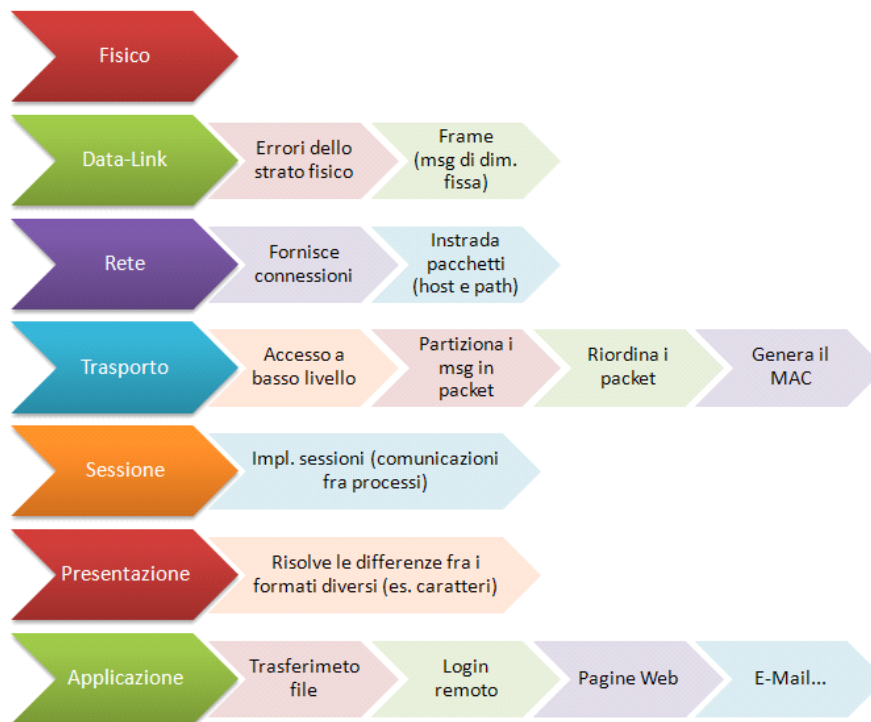 Fisico
Data-Link
Errori dello
strato fisico
Frame
(msg di dim.
fissa)
Rete
Fornisce
connessioni
Instrada
pacchetti
(host e path)
Trasporto
Accesso a
basso livello
Partiziona i
msg in
packet
Riordina i
packet
Genera il
MAC
Sessione
Impl. sessioni (comunicazioni
fra processi)
Presentazione
Risolve le differenze fra i
formati diversi (es. caratteri)
Applicazione
Trasferimeto
file
Login
remoto
Pagine Web
E-Mail...